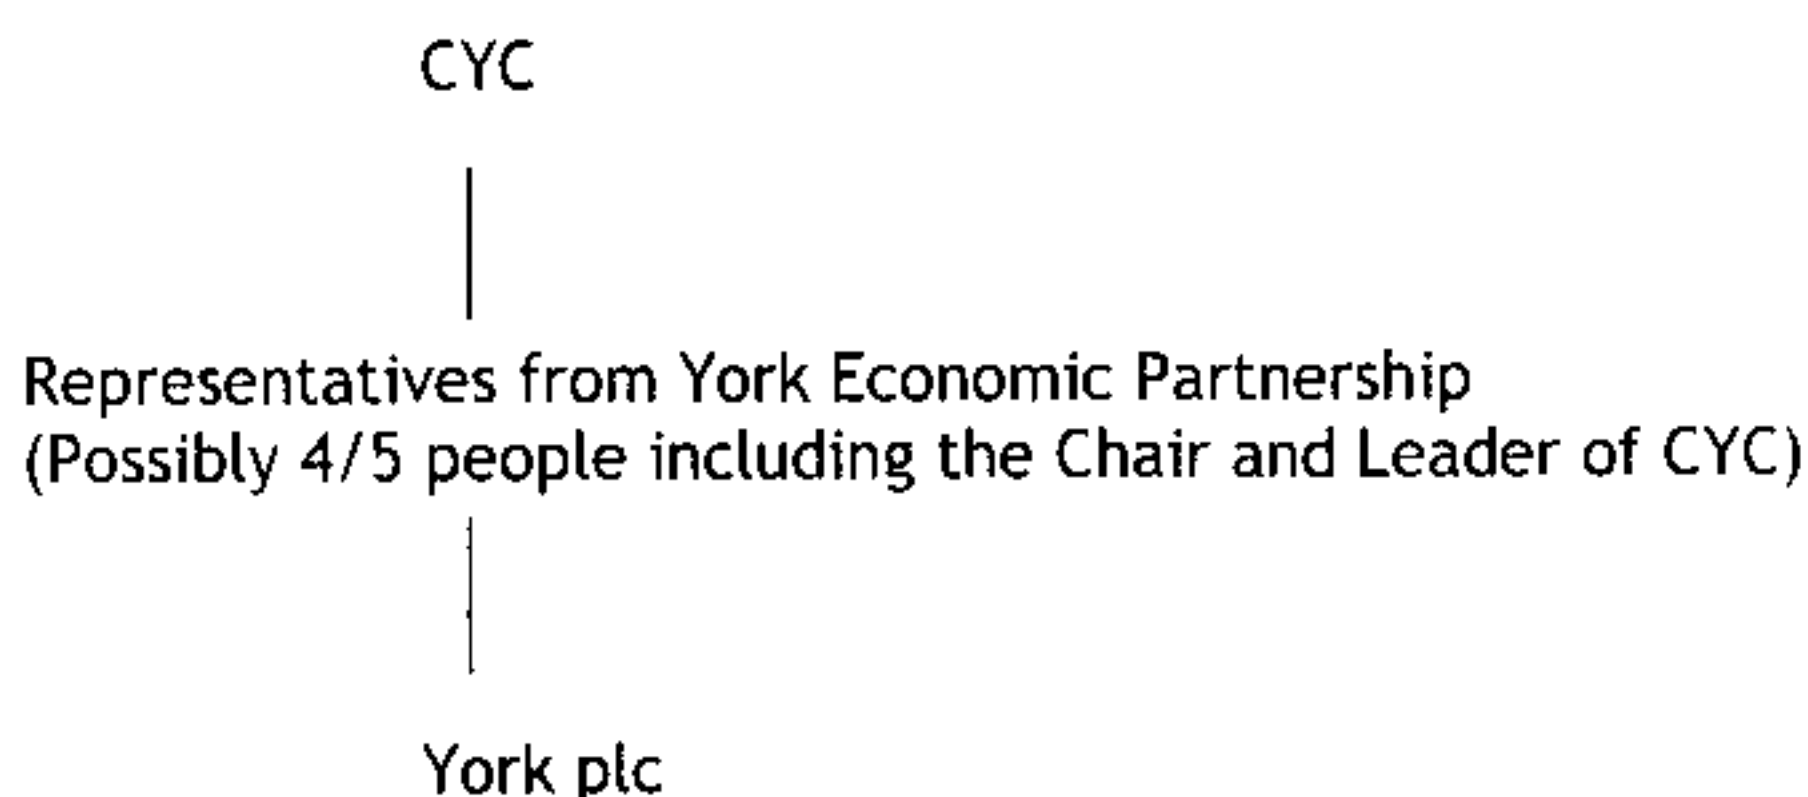 CYC
Representatives from York Economic Partnership
(Possibly 4/5 people including the Chair and Leader of CYC)
York plc